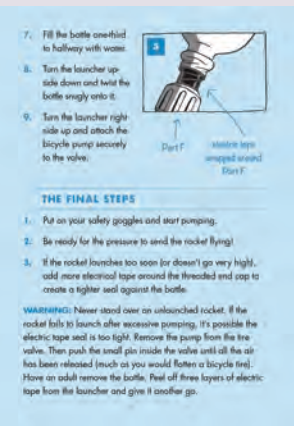 7. Fill the bottle one-third
to halfway with water.
8. Turn the launcher up-
side down and twist the
bottle snugly onto it.
9. Turn the launcher right
side up and attach the
bicycle pump securely
to the valve.
3
Part F
electric tape
wrapped around
Part F
THE FINAL STEPS
1. Put on your safety goggles and start pumping.
2. Be ready for the pressure to send the rocket flying!
3. If the rocket launches too soon (or doesn't go very high),
add more electrical tape around the threaded end cap to
create a tighter seal against the bottle.
WARNING: Never stand over an unlaunched rocket. If the
rocket fails to launch after excessive pumping, it's possible the
electric tape seal is too tight. Remove the pump from the tire
valve. Then push the small pin inside the valve until all the air
has been released (much as you would flatten a bicycle tire).
Have an adult remove the bottle. Peel off three layers of electric
tape from the launcher and give it another go.